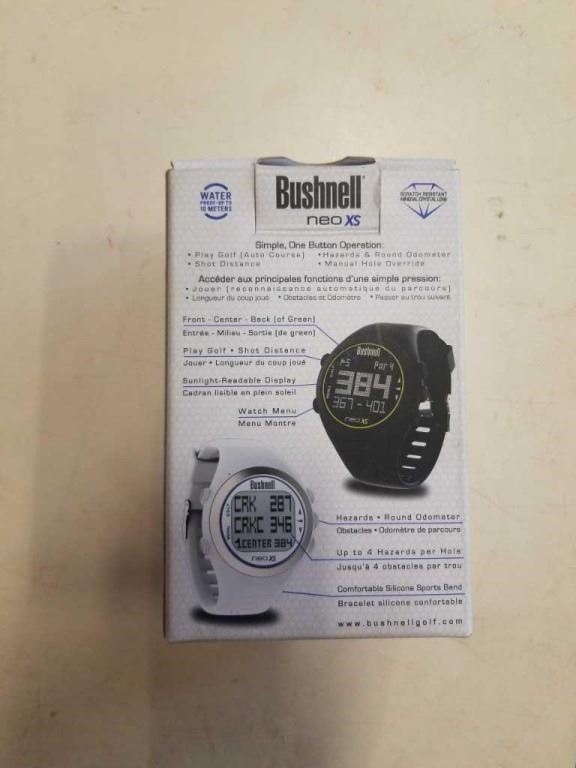 WATER
PROOF - UP TO
10 METERS
Bushnell
neo XS
SCRATCH RESISTANT
MINERAL CRYSTAL LENS
Simple, One Button Operation:
• Play Golf (Auto Course) • Hazards & Round Odometer
• Shot Distance • Manual Hole Override
Accéder aux principales fonctions d'une simple pression:
• Jouer (reconnaissance automatique du parcours)
• Longueur du coup joué • Obstacles et Odomètre • Passer au trou suivant
Front - Center - Back (of Green)
Entrée - Milieu - Sortie (de green)
Play Golf • Shot Distance
Jouer • Longueur du coup joué
Sunlight-Readable Display
Cadran lisible en plein soleil
Watch Menu
Menu Montre
Bushnell
Par 4
384
367 - 401
neo XS
Bushnell
CRK 287
CRKC 346
1CENTER 384
neo XS
Hazards • Round Odometer
Obstacles • Odomètre de parcours
Up to 4 Hazards per Hole
Jusqu'à 4 obstacles par trou
Comfortable Silicone Sports Band
Bracelet silicone confortable
www.bushnellgolf.com